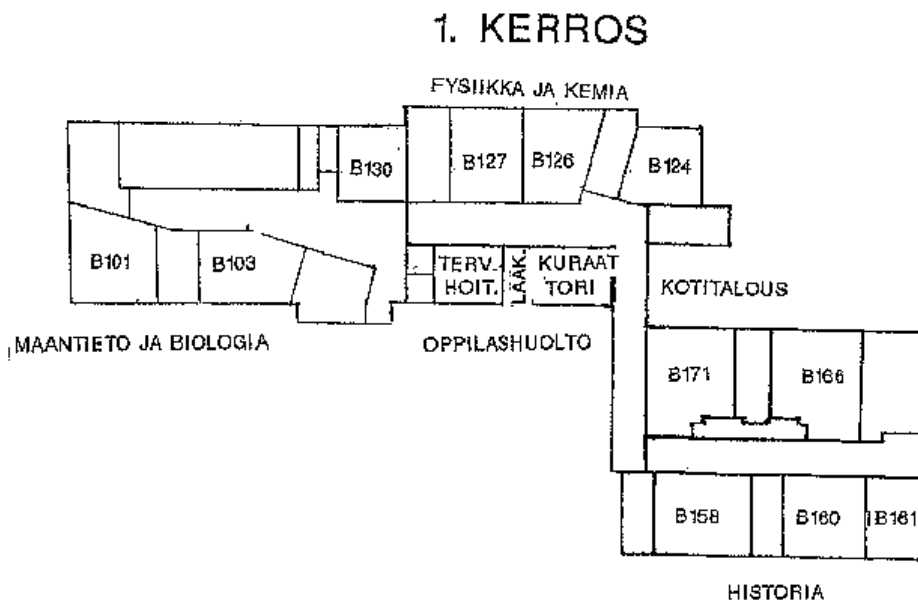 1. KERROS
FYSIIKKA JA KEMIA
B130
B127
B126
B124
B101
B103
TERV.
HOIT.
LÄÄK.
KURAAT
TORI
KOTITALOUS
MAANTIETO JA BIOLOGIA
OPPILASHUOLTO
B171
B166
B158
B160
B161
HISTORIA